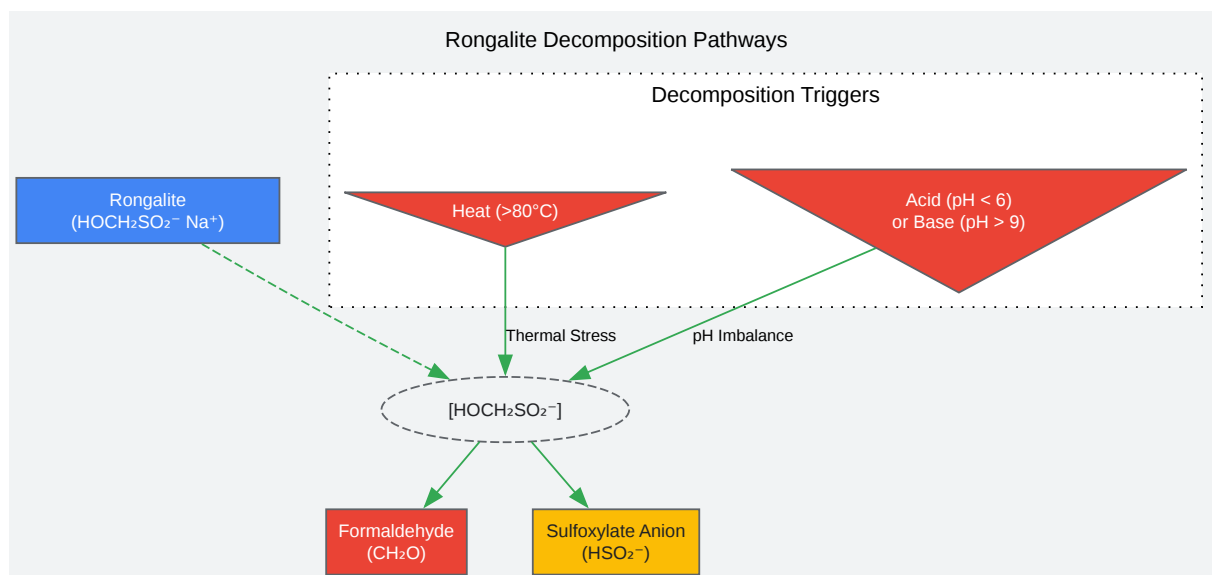 Rongalite Decomposition Pathways
Decomposition Triggers
Rongalite
(HOCH₂SO₂⁻ Na⁺)
Heat (>80°C)
Acid (pH < 6)
or Base (pH > 9)
Thermal Stress
pH Imbalance
[HOCH₂SO₂⁻]
Formaldehyde
(CH₂O)
Sulfoxylate Anion
(HSO₂⁻)